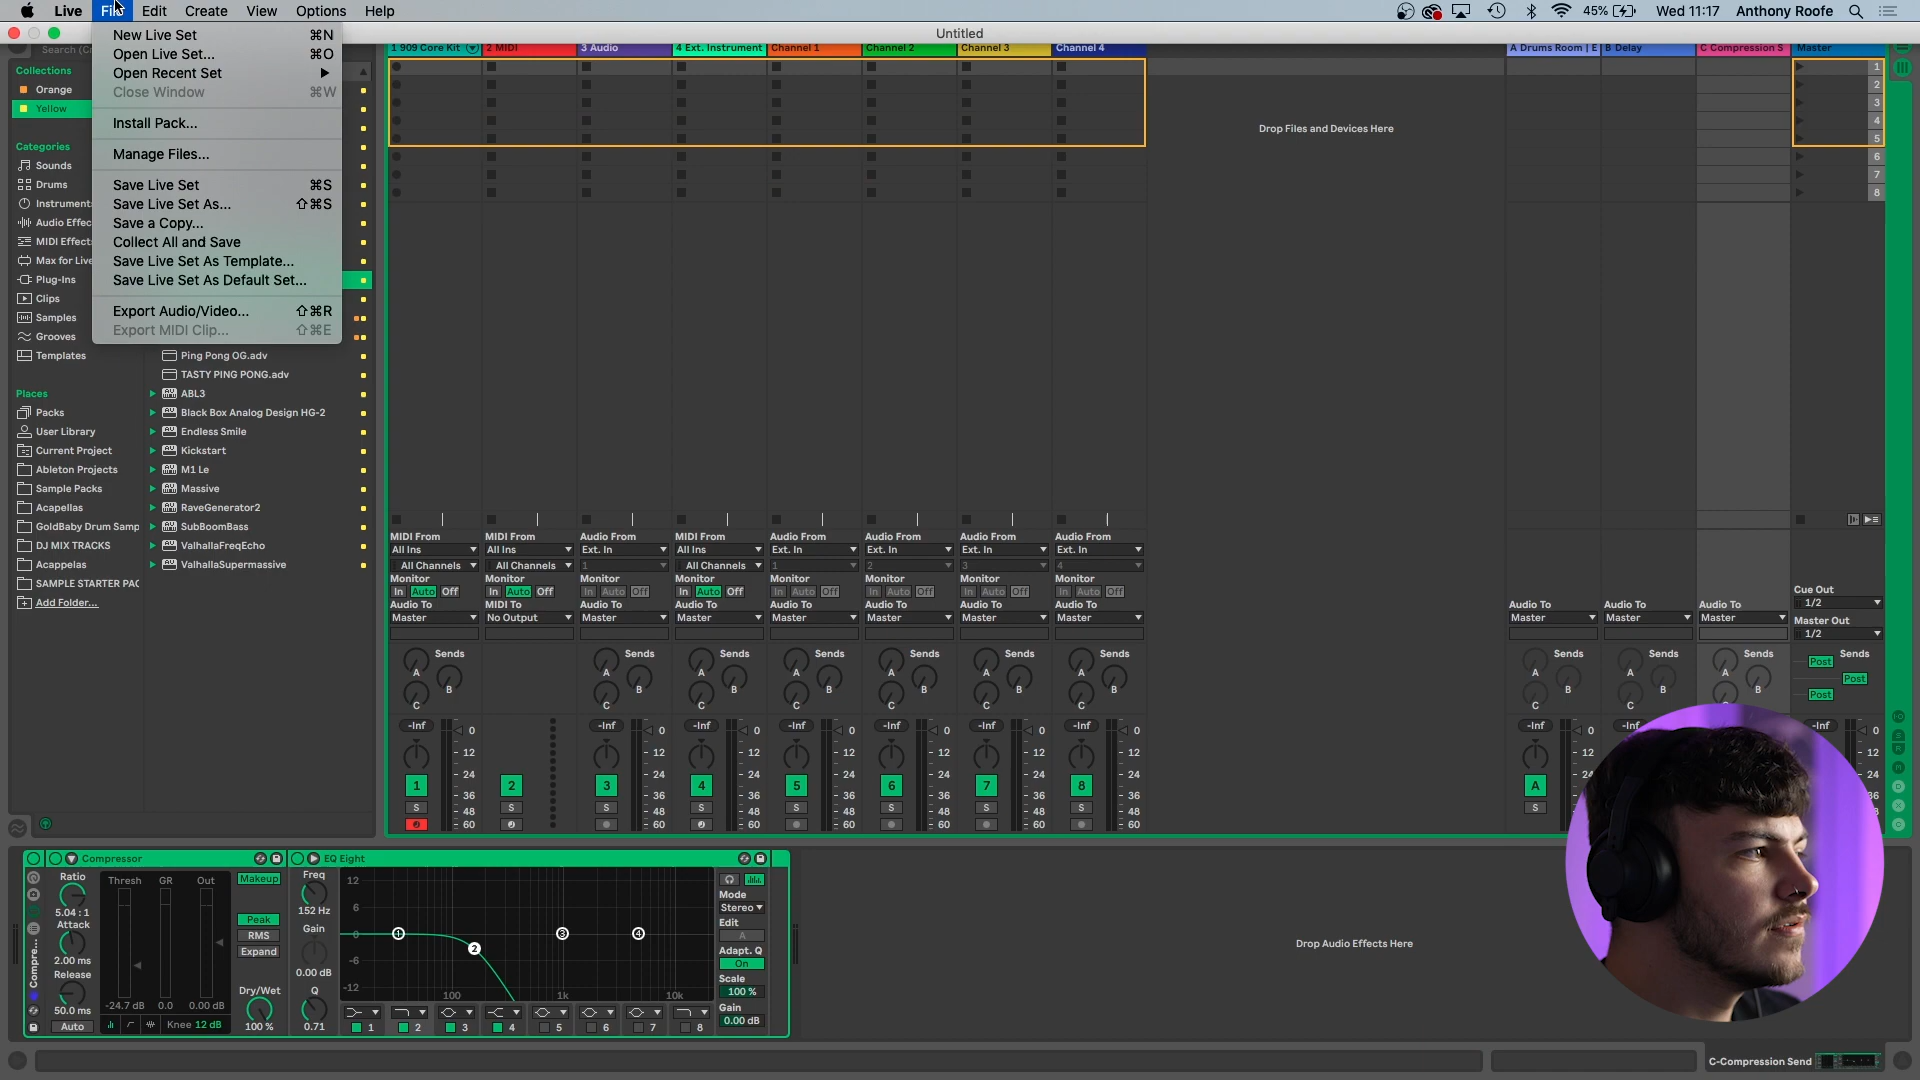 Live File Edit Create View Options Help
45% Wed 11:17 Anthony Roofe
Untitled
New Live Set ⌘N
Open Live Set... ⌘O
Open Recent Set
Close Window ⌘W
Install Pack...
Manage Files...
Save Live Set ⌘S
Save Live Set As... ⇧⌘S
Save a Copy...
Collect All and Save
Save Live Set As Template...
Save Live Set As Default Set...
Export Audio/Video... ⇧⌘R
Export MIDI Clip... ⇧⌘E
Collections
Orange
Yellow
Categories
Sounds
Drums
Instruments
Audio Effec
MIDI Effects
Max for Live
Plug-Ins
Clips
Samples
Grooves
Templates
Places
Packs
User Library
Current Project
Ableton Projects
Sample Packs
Acapellas
GoldBaby Drum Samp
DJ MIX TRACKS
Acappelas
SAMPLE STARTER PAC
Add Folder...
Ping Pong OG.adv
TASTY PING PONG.adv
ABL3
Black Box Analog Design HG-2
Endless Smile
Kickstart
M1 Le
Massive
RaveGenerator2
SubBoomBass
ValhallaFreqEcho
ValhallaSupermassive
1 909 Core Kit 2 MIDI 3 Audio 4 Ext. Instrument Channel 1 Channel 2 Channel 3 Channel 4
A Drums Room | E B Delay C Compression S Master
1
2
3
4
5
6
7
8
Drop Files and Devices Here
MIDI From MIDI From Audio From MIDI From Audio From Audio From Audio From Audio From
All Ins All Ins Ext. In All Ins Ext. In Ext. In Ext. In Ext. In
All Channels All Channels 1 All Channels 1 2 3 4
Monitor Monitor Monitor Monitor Monitor Monitor Monitor Monitor
In Auto Off In Auto Off In Auto Off In Auto Off In Auto Off In Auto Off In Auto Off In Auto Off
Audio To MIDI To Audio To Audio To Audio To Audio To Audio To Audio To Audio To Audio To Audio To
Master No Output Master Master Master Master Master Master Master Master Master
Cue Out
1/2
Master Out
1/2
Sends Sends Sends Sends Sends Sends Sends Sends Sends Sends Sends
A A A A A A A A A A Post
B B B B B B B B B B Post
C C C C C C C C C Post
-Inf -Inf -Inf -Inf -Inf -Inf -Inf -Inf -Inf -Inf
0 0 0 0 0 0 0 0 0
12 12 12 12 12 12 12 12
24 24 24 24 24 24 24 24
1 2 3 4 5 6 7 8 A
36 36 36 36 36 36 36 36
S S S S S S S S S
48 48 48 48 48 48 48 48
60 60 60 60 60 60 60 60
Compressor
Ratio
5.04 : 1
Attack
2.00 ms
Release
50.0 ms
Auto
Thresh GR Out
-24.7 dB 0.0 0.00 dB
Knee 12 dB
Makeup
Peak
RMS
Expand
Dry/Wet
100 %
EQ Eight
Freq
152 Hz
Gain
0.00 dB
Q
0.71
12
6
0
-6
-12
100 1k 10k
1 2 3 4
1 2 3 4 5 6 7 8
Mode
Stereo
Edit
A
Adapt. Q
On
Scale
100 %
Gain
0.00 dB
Compre...
Drop Audio Effects Here
C-Compression Send